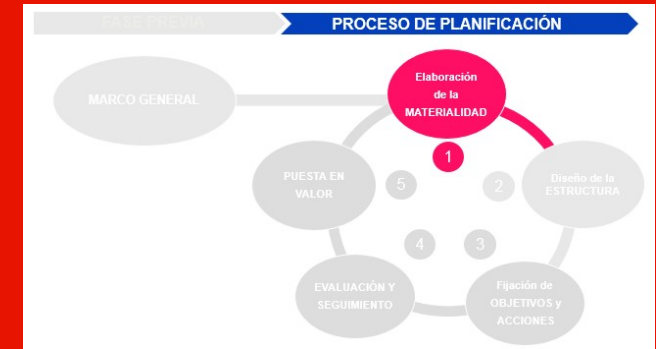 FASE PREVIA
PROCESO DE PLANIFICACIÓN
MARCO GENERAL
Elaboración
de la
MATERIALIDAD
1
2
Diseño de la
ESTRUCTURA
3
Fijación de
OBJETIVOS y
ACCIONES
4
EVALUACIÓN Y
SEGUIMIENTO
5
PUESTA EN
VALOR